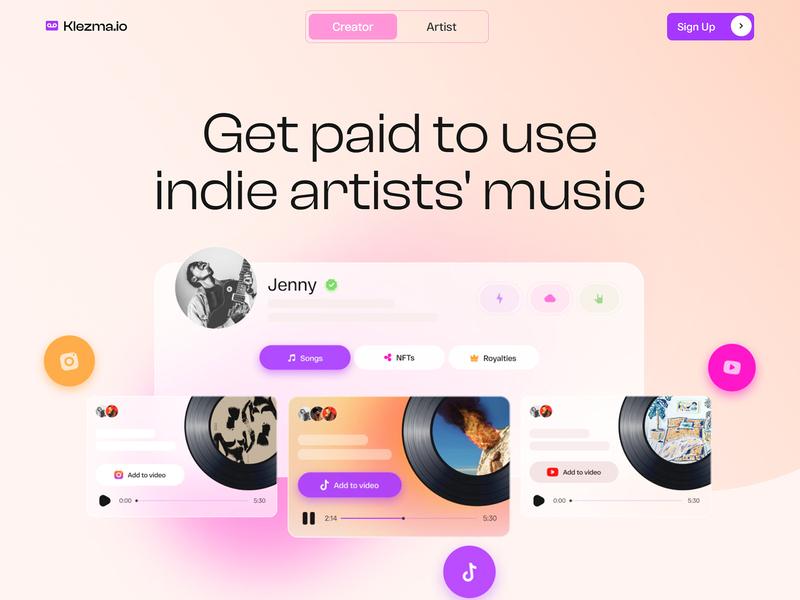 Klezma.io
Creator
Artist
Sign Up
Get paid to use
indie artists' music
Jenny
Songs
NFTs
Royalties
Add to video
0:00
5:30
Add to video
2:14
5:30
Add to video
0:00
5:30